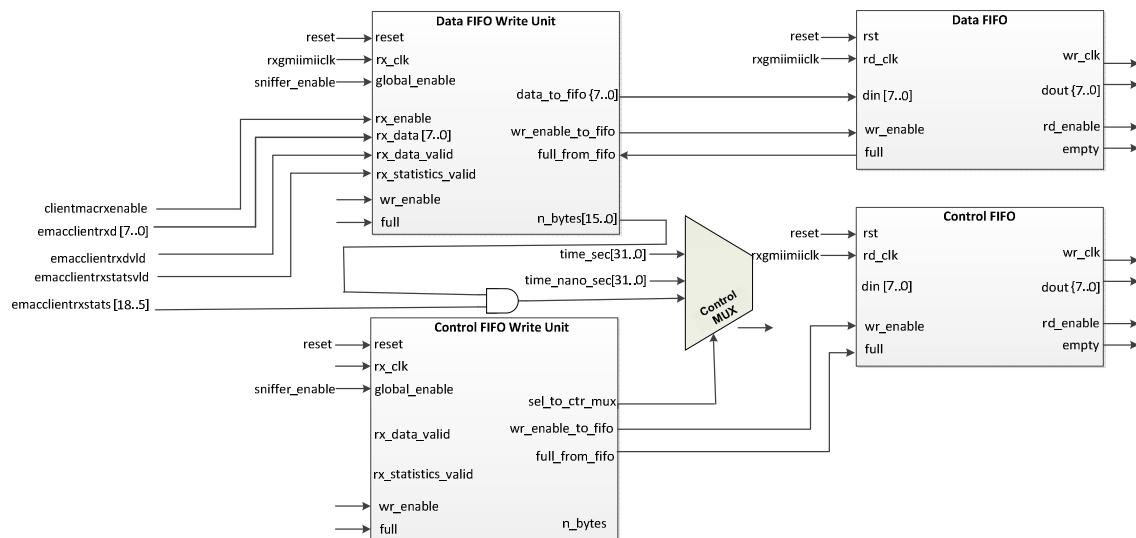 Data FIFO Write Unit
reset
reset
rxgmiimiiclk
rx_clk
sniffer_enable
global_enable
data_to_fifo {7..0]
rx_enable
rx_data [7..0]
wr_enable_to_fifo
rx_data_valid
full_from_fifo
rx_statistics_valid
wr_enable
full
n_bytes[15..0]
clientmacrxenable
emacclientrxd [7..0]
emacclientrxdvld
emacclientrxstatsvld
emacclientrxstats [18..5]
Data FIFO
reset
rst
rxgmiimiiclk
rd_clk
wr_clk
din [7..0]
dout {7..0]
wr_enable
rd_enable
full
empty
time_sec[31..0]
time_nano_sec[31..0]
Control
MUX
Control FIFO
reset
rst
rxgmiimiiclk
rd_clk
wr_clk
din [7..0]
dout {7..0]
wr_enable
rd_enable
full
empty
Control FIFO Write Unit
reset
reset
rx_clk
sniffer_enable
global_enable
sel_to_ctr_mux
rx_data_valid
wr_enable_to_fifo
full_from_fifo
rx_statistics_valid
wr_enable
full
n_bytes